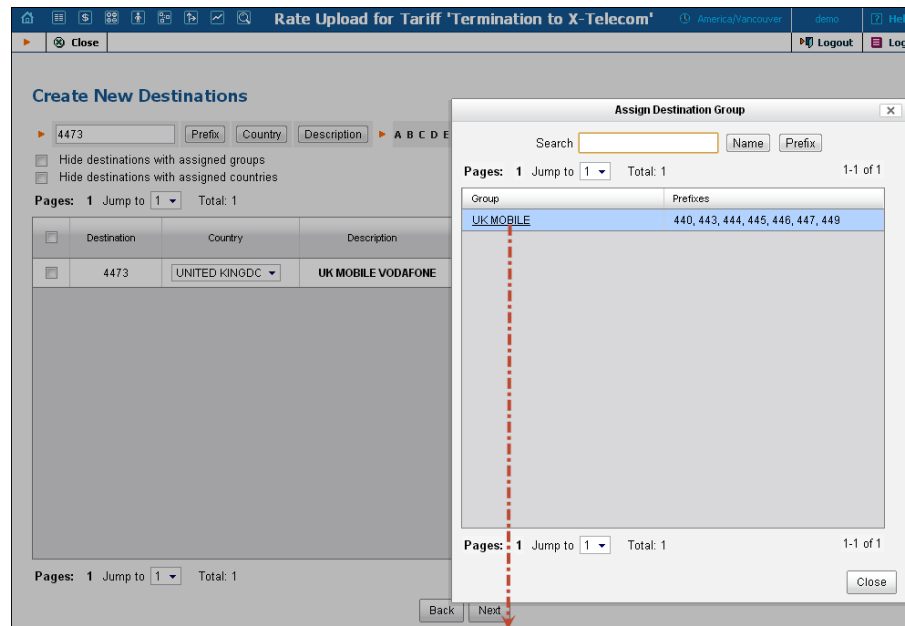 Rate Upload for Tariff 'Termination to X-Telecom' America/Vancouver demo Hel
Close Logout Log
Create New Destinations
4473 Prefix Country Description A B C D E
Hide destinations with assigned groups
Hide destinations with assigned countries
Pages: 1 Jump to 1 Total: 1
Destination Country Description
4473 UNITED KINGDC UK MOBILE VODAFONE
Pages: 1 Jump to 1 Total: 1
Back Next
Assign Destination Group
Search Name Prefix
Pages: 1 Jump to 1 Total: 1 1-1 of 1
Group Prefixes
UK MOBILE 440, 443, 444, 445, 446, 447, 449
Pages: 1 Jump to 1 Total: 1 1-1 of 1
Close